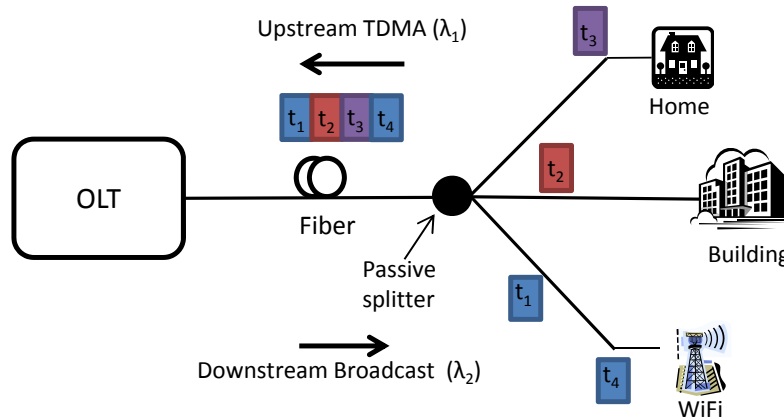 Upstream TDMA (λ1)
t3
Home
t1 t2 t3 t4
OLT
t2
Fiber
Building
Passive
splitter
t1
Downstream Broadcast (λ2)
t4
WiFi